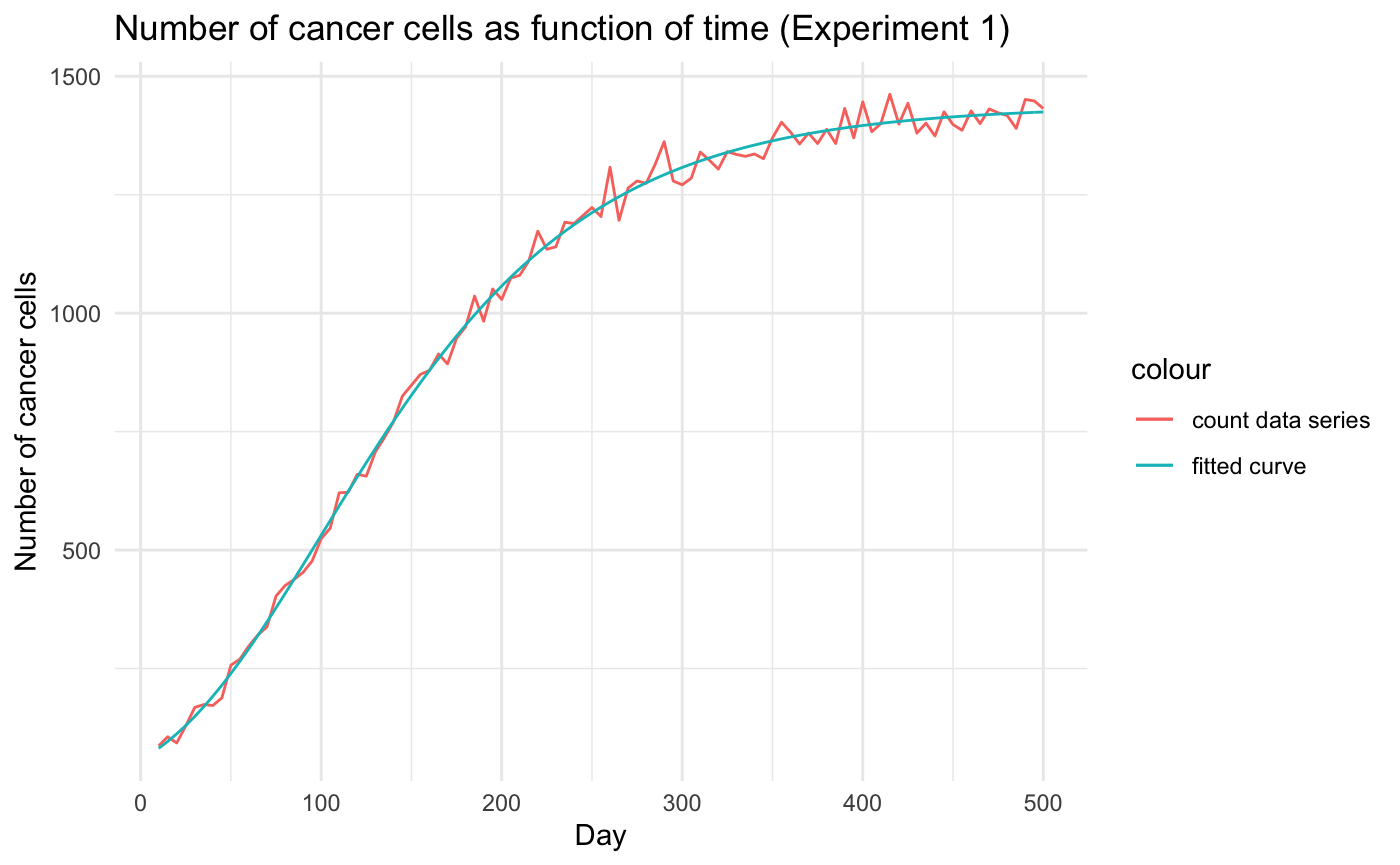 Number of cancer cells as function of time (Experiment 1)
1500
1000
500
Number of cancer cells
0 100 200 300 400 500
Day
colour
count data series
fitted curve